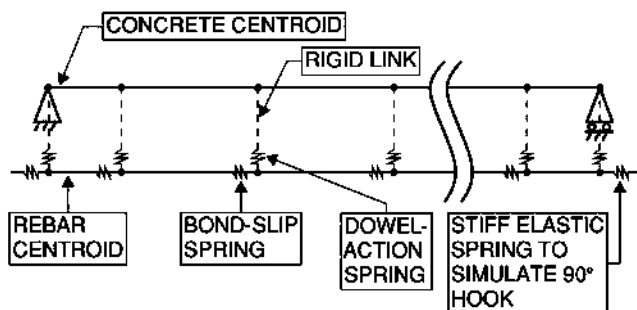 CONCRETE CENTROID
RIGID LINK
REBAR
CENTROID
BOND-SLIP
SPRING
DOWEL-
ACTION
SPRING
STIFF ELASTIC
SPRING TO
SIMULATE 90°
HOOK